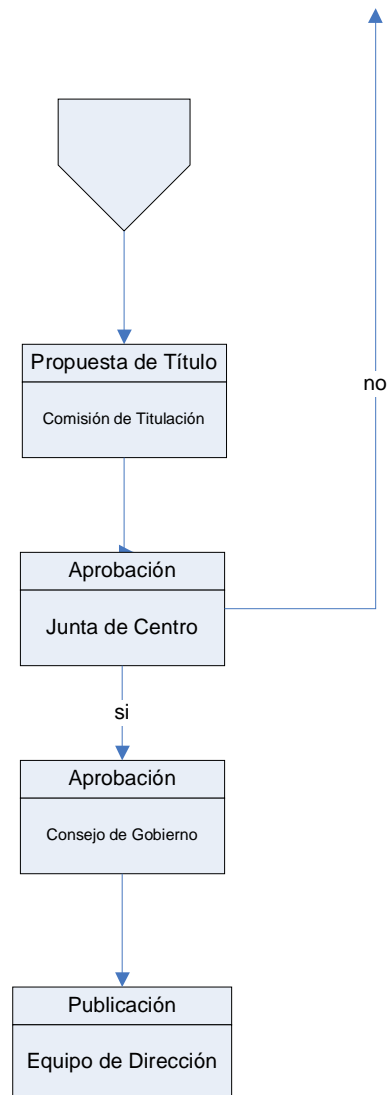 Propuesta de Título
Comisión de Titulación
no
Aprobación
Junta de Centro
si
Aprobación
Consejo de Gobierno
Publicación
Equipo de Dirección